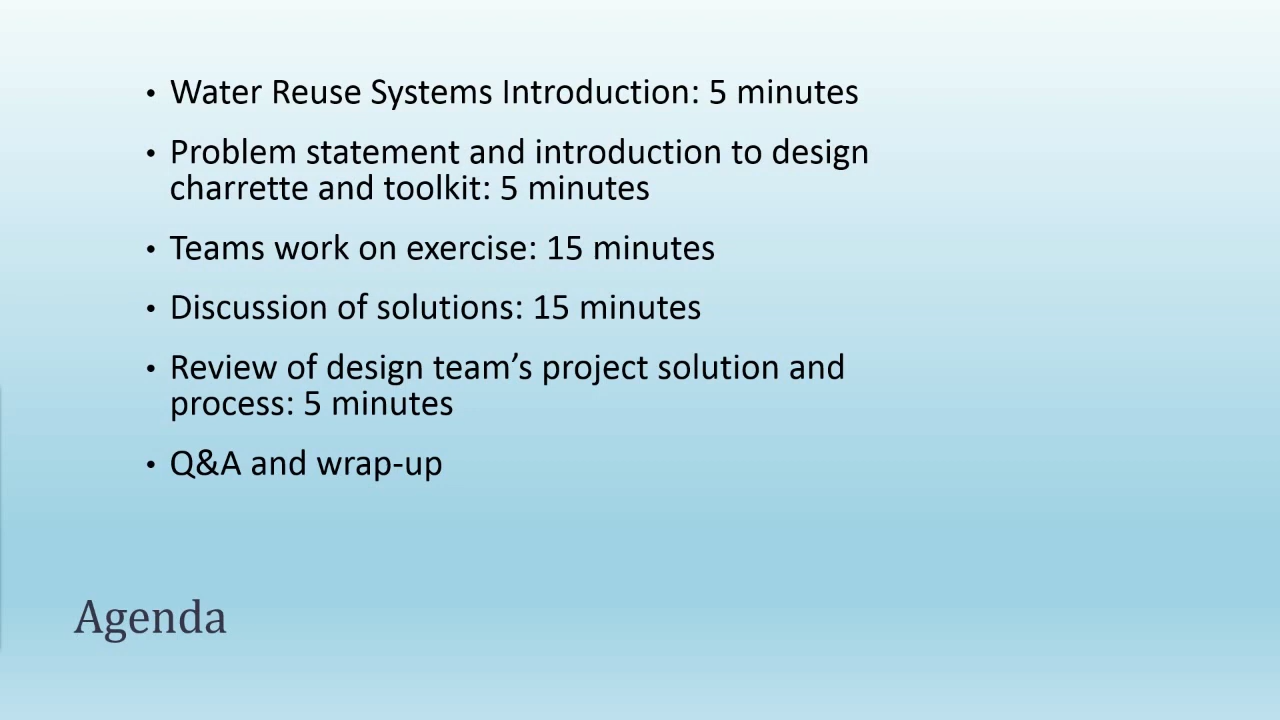 • Water Reuse Systems Introduction: 5 minutes
• Problem statement and introduction to design
charrette and toolkit: 5 minutes
• Teams work on exercise: 15 minutes
• Discussion of solutions: 15 minutes
• Review of design team’s project solution and
process: 5 minutes
• Q&A and wrap-up
Agenda